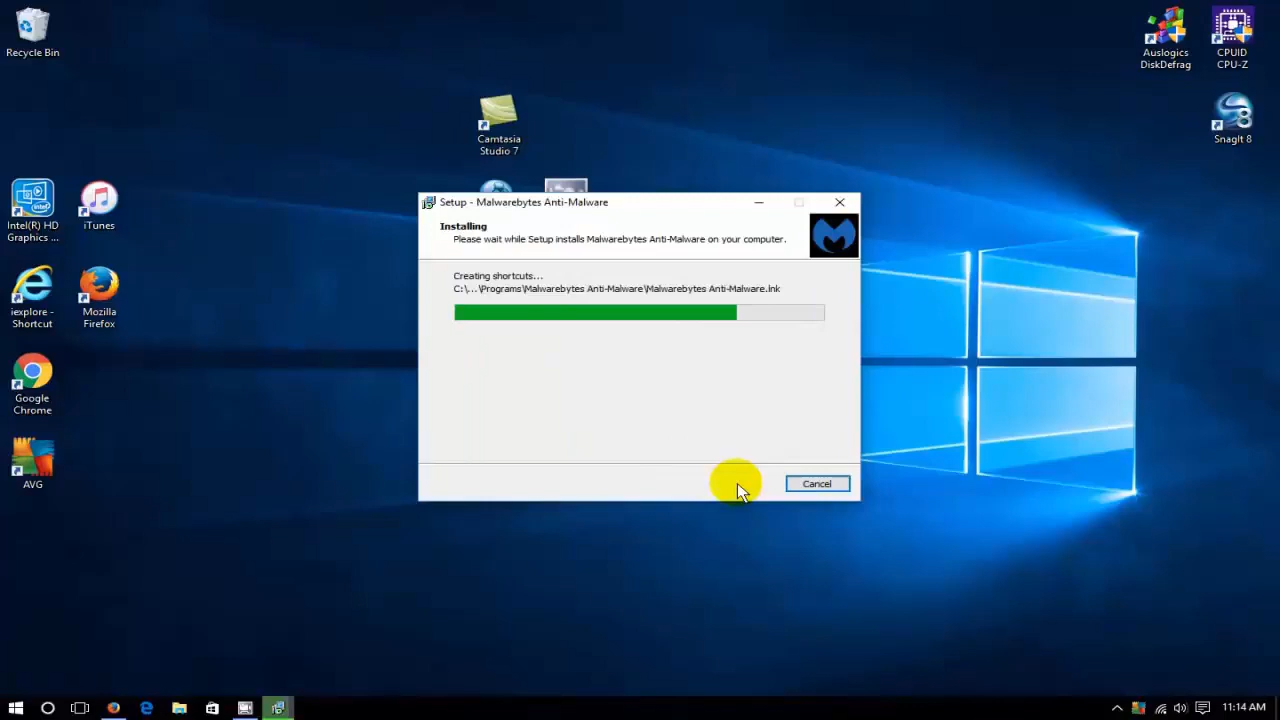 Recycle Bin
Auslogics
DiskDefrag
CPUID
CPU-Z
Camtasia
Studio 7
8
SnagIt 8
Intel(R) HD
Graphics ...
iTunes
iexplore -
Shortcut
Mozilla
Firefox
Google
Chrome
AVG
Setup - Malwarebytes Anti-Malware
Installing
Please wait while Setup installs Malwarebytes Anti-Malware on your computer.
Creating shortcuts...
C:\...\Programs\Malwarebytes Anti-Malware\Malwarebytes Anti-Malware.lnk
Cancel
11:14 AM